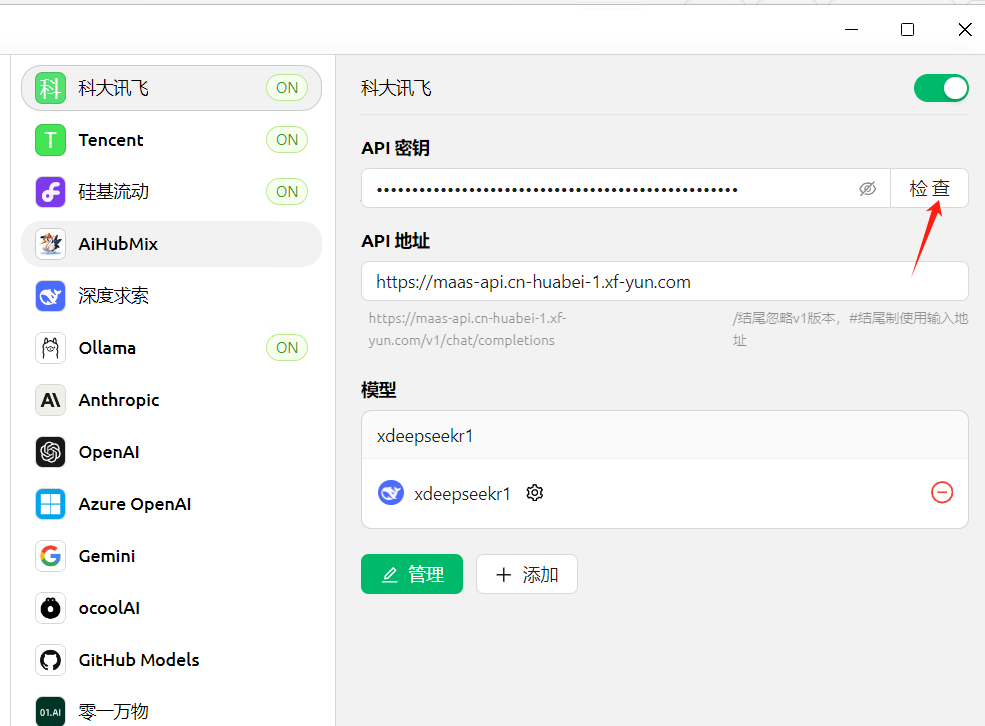 科 科大讯飞 ON
T Tencent ON
硅基流动 ON
AiHubMix
深度求索
Ollama ON
Anthropic
OpenAI
Azure OpenAI
Gemini
ocoolAI
GitHub Models
01.AI 零一万物
科大讯飞
API 密钥
••••••••••••••••••••••••••••••••••••••••••••••••• 检 查
API 地址
https://maas-api.cn-huabei-1.xf-yun.com
https://maas-api.cn-huabei-1.xf-
yun.com/v1/chat/completions
/结尾忽略v1版本，#结尾制使用输入地
址
模型
xdeepseekr1
xdeepseekr1
管理 添加